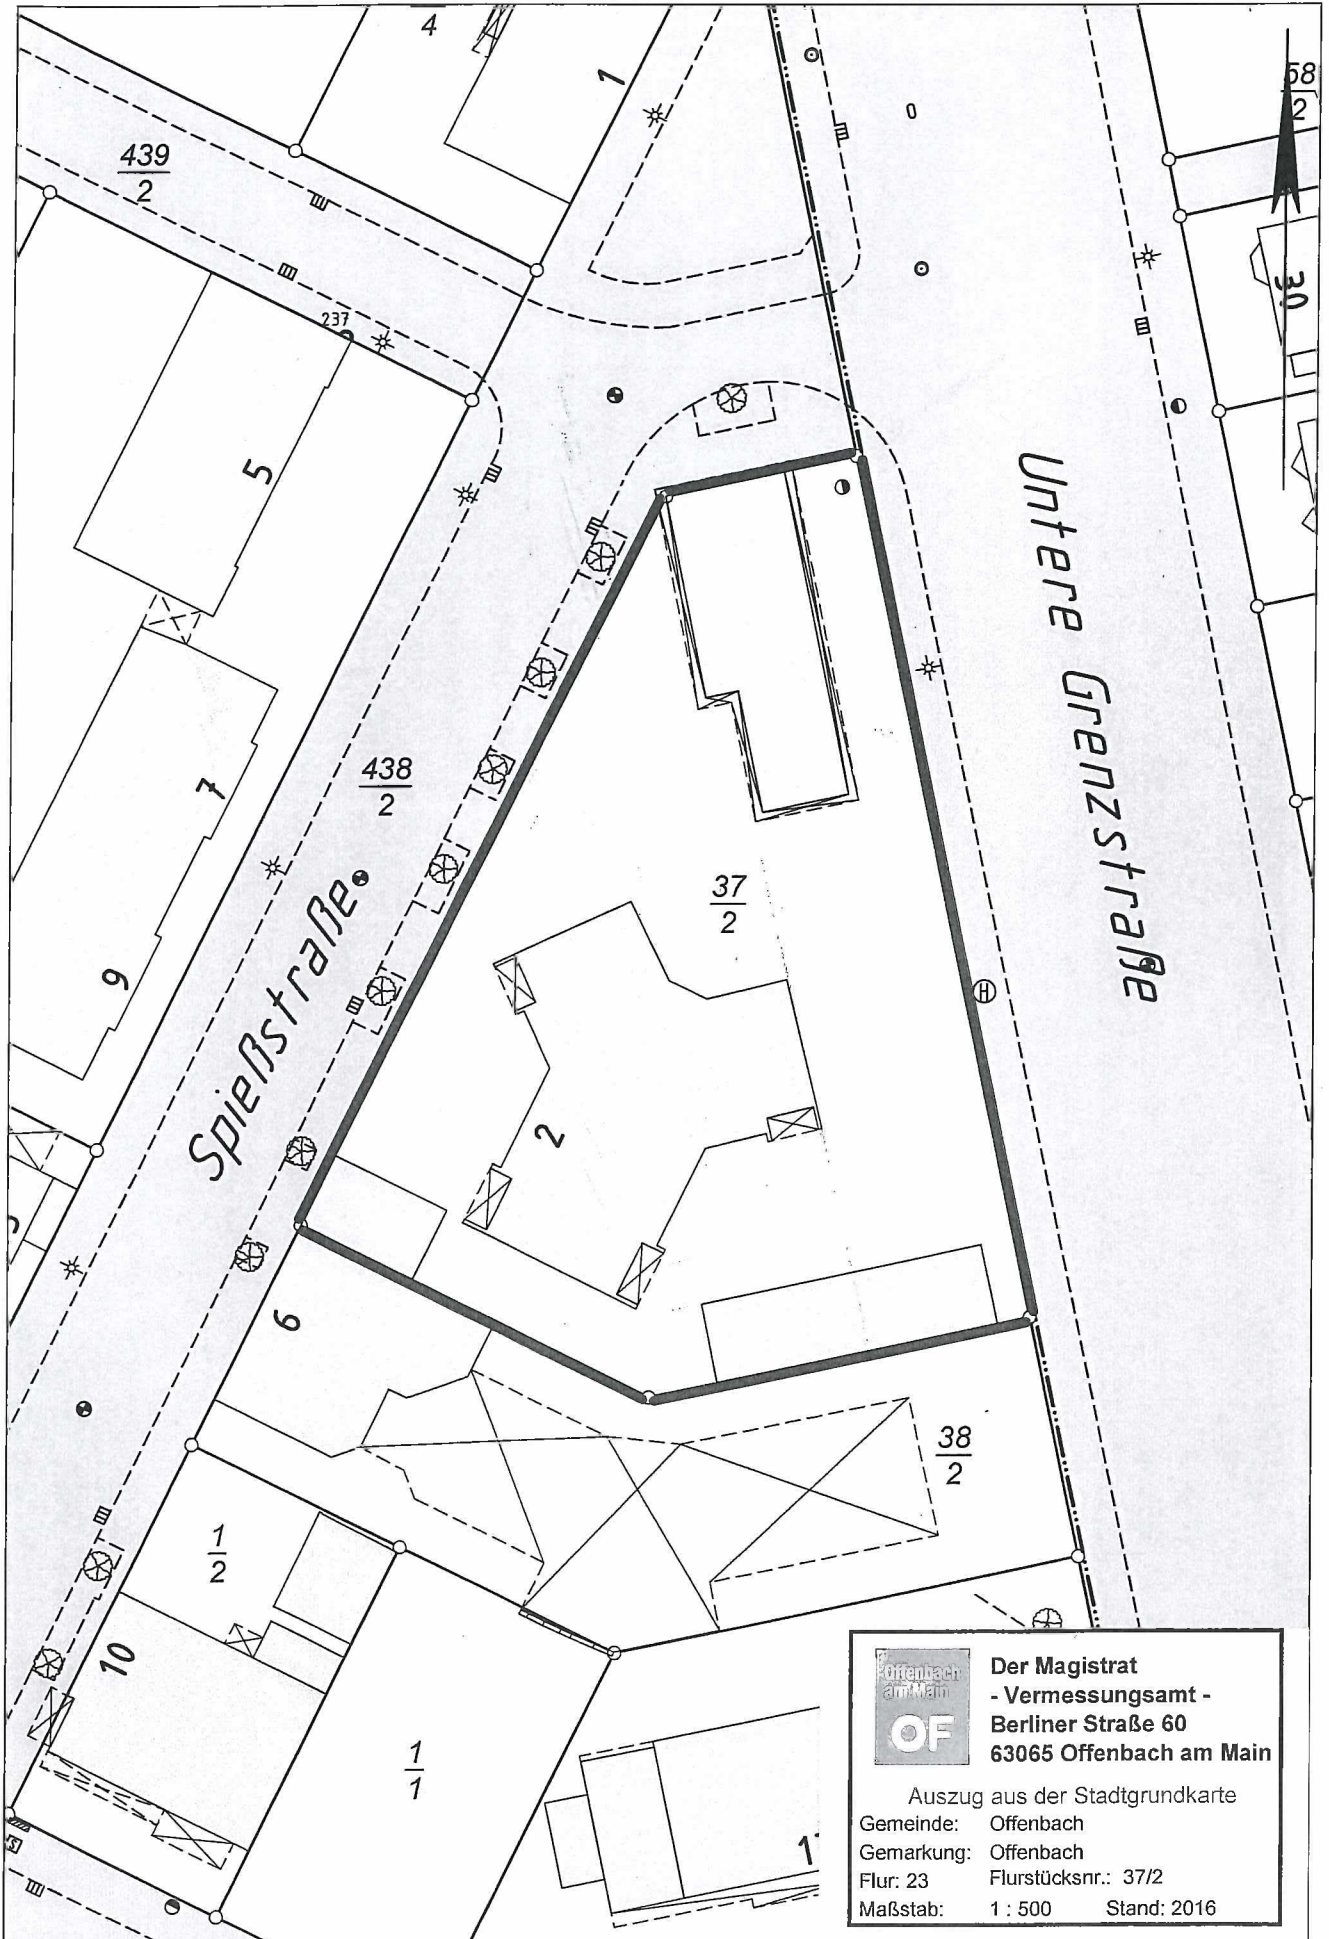 4
1
58
2
439
2
30
237
5
Untere Grenzstraße
438
2
7
37
2
9
Spießstraße
2
6
38
2
1
2
10
1
1
Offenbach
am Main
OF
Der Magistrat
- Vermessungsamt -
Berliner Straße 60
63065 Offenbach am Main
Auszug aus der Stadtgrundkarte
Gemeinde: Offenbach
Gemarkung: Offenbach
Flur: 23 Flurstücksnr.: 37/2
Maßstab: 1 : 500 Stand: 2016
H